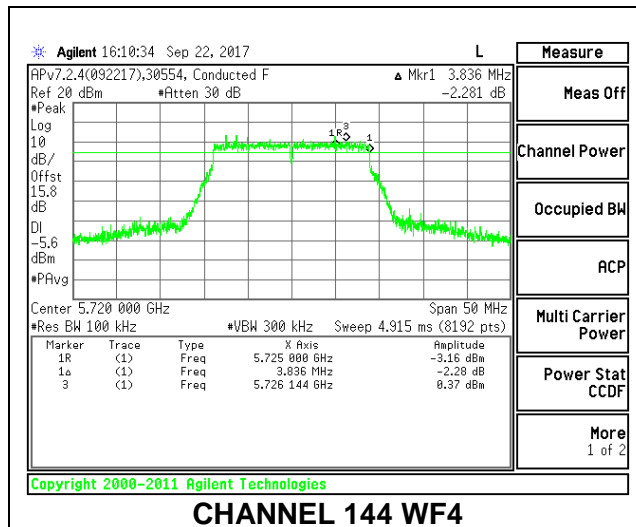 Agilent 16:10:34 Sep 22, 2017 L
APv7.2.4(092217),30554, Conducted F Δ Mkr1 3.836 MHz
Ref 20 dBm #Atten 30 dB -2.281 dB
#Peak
Log
10
dB/
Offst
15.8
dB
DI
-5.6
dBm
#PAvg
1R
3
1
Center 5.720 000 GHz Span 50 MHz
#Res BW 100 kHz #VBW 300 kHz Sweep 4.915 ms (8192 pts)
Marker Trace Type X Axis Amplitude
1R (1) Freq 5.725 000 GHz -3.16 dBm
1Δ (1) Freq 3.836 MHz -2.28 dB
3 (1) Freq 5.726 144 GHz 0.37 dBm
Copyright 2000-2011 Agilent Technologies
Measure
Meas Off
Channel Power
Occupied BW
ACP
Multi Carrier
Power
Power Stat
CCDF
More
1 of 2
CHANNEL 144 WF4